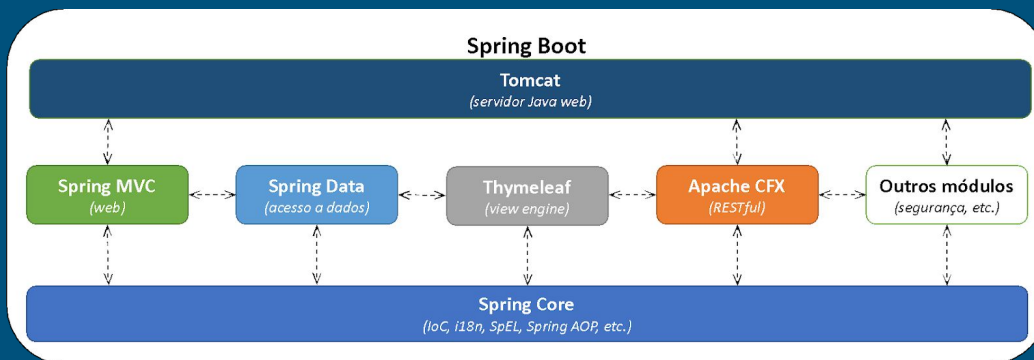 Spring Boot
Tomcat
(servidor Java web)
Spring MVC
(web)
Spring Data
(acesso a dados)
Thymeleaf
(view engine)
Apache CFX
(RESTful)
Outros módulos
(segurança, etc.)
Spring Core
(IoC, i18n, SpEL, Spring AOP, etc.)